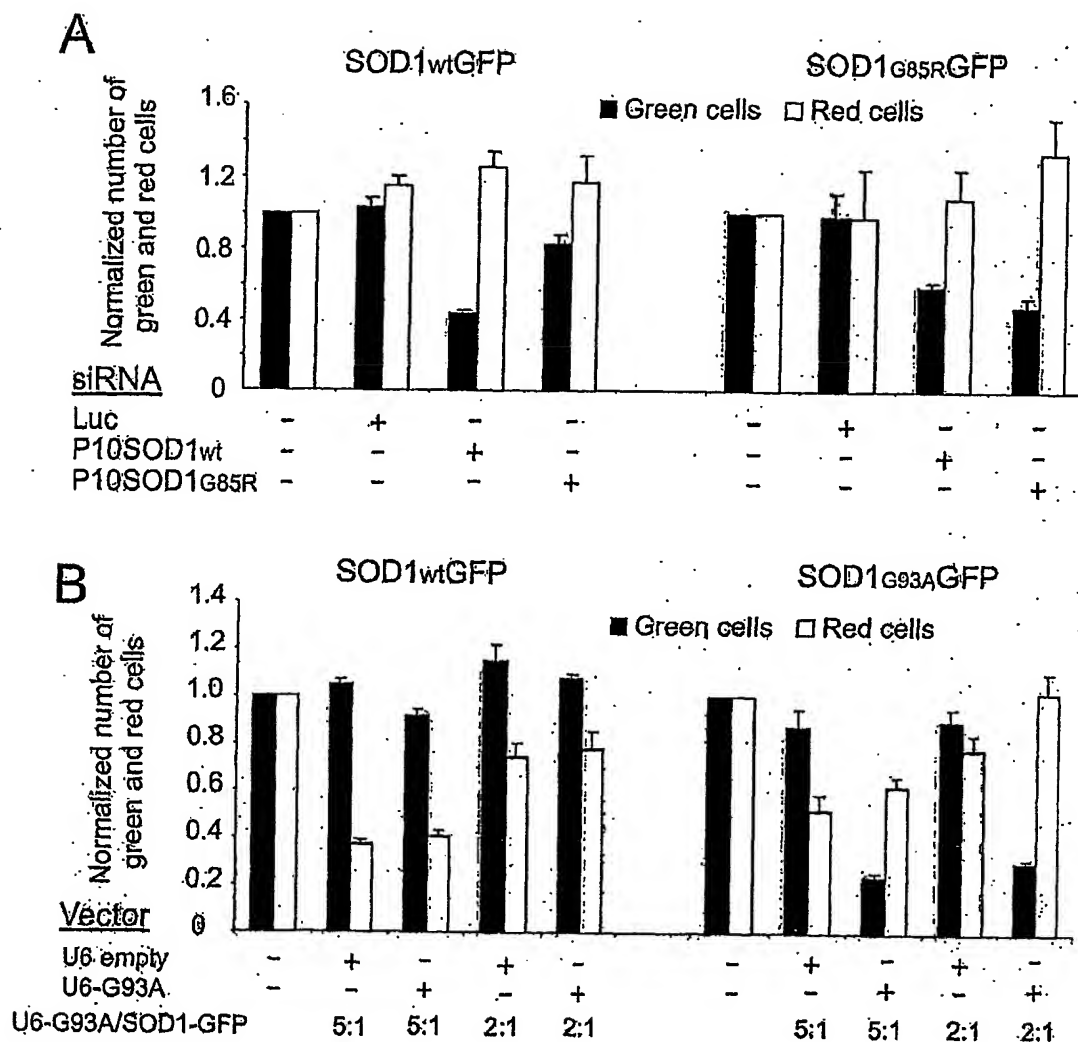 A
SOD1wtGFP SOD1G85RGFP
Normalized number of
green and red cells
■ Green cells □ Red cells
1.6
1.2
0.8
0.4
0
siRNA
Luc - + - - - + - -
P10SOD1wt - - + - - - + -
P10SOD1G85R - - - + - - - +
B
SOD1wtGFP SOD1G93AGFP
Normalized number of
green and red cells
■ Green cells □ Red cells
1.4
1.2
1.0
0.8
0.6
0.4
0.2
0
Vector
U6 empty - + - + - - + - + -
U6-G93A - - + - + - - + - +
U6-G93A/SOD1-GFP 5:1 5:1 2:1 2:1 5:1 5:1 2:1 2:1